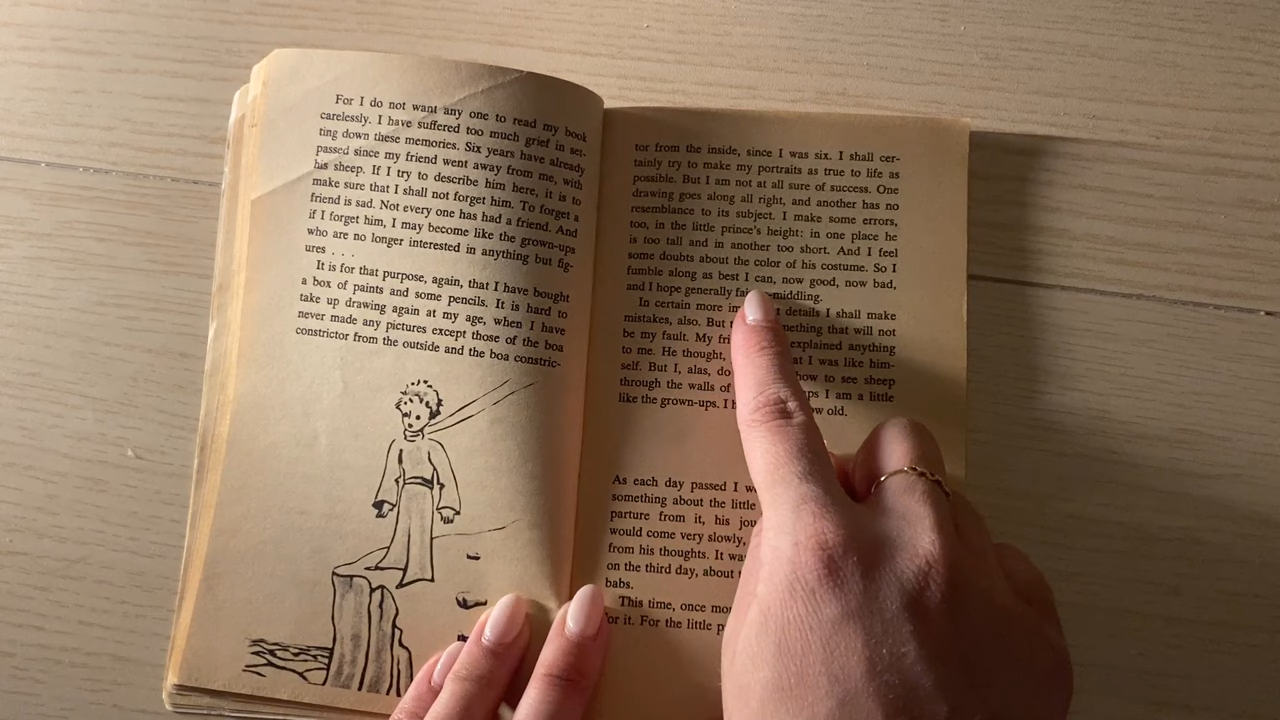 For I do not want any one to read my book
carelessly. I have suffered too much grief in set-
ting down these memories. Six years have already
passed since my friend went away from me, with
his sheep. If I try to describe him here, it is to
make sure that I shall not forget him. To forget a
friend is sad. Not every one has had a friend. And
if I forget him, I may become like the grown-ups
who are no longer interested in anything but fig-
ures . . .
It is for that purpose, again, that I have bought
a box of paints and some pencils. It is hard to
take up drawing again at my age, when I have
never made any pictures except those of the boa
constrictor from the outside and the boa constric-
tor from the inside, since I was six. I shall cer-
tainly try to make my portraits as true to life as
possible. But I am not at all sure of success. One
drawing goes along all right, and another has no
resemblance to its subject. I make some errors,
too, in the little prince's height: in one place he
is too tall and in another too short. And I feel
some doubts about the color of his costume. So I
fumble along as best I can, now good, now bad,
and I hope generally middling.
In certain more details I shall make
mistakes, also. But mething that will not
be my fault. My explained anything
to me. He thought, at I was like him-
self. But I, alas, do how to see sheep
through the walls of ps I am a little
like the grown-ups. I ow old.
As each day passed I
something about the little
parture from it, his
would come very slowly,
from his thoughts. It
on the third day, about
babs.
This time, once
for it. For the little